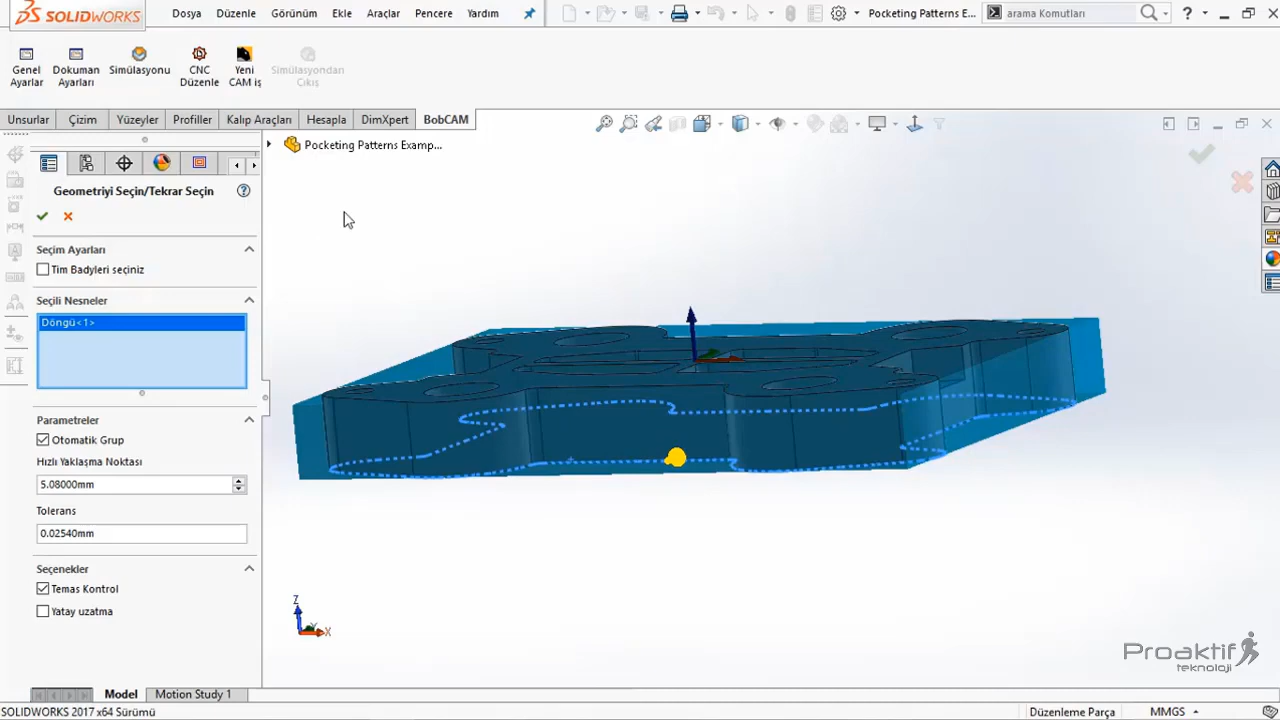 SOLIDWORKS Dosya Düzenle Görünüm Ekle Araçlar Pencere Yardım Pocketing Patterns E... arama Komutları ?
Genel Ayarlar
Dokuman Ayarları
Simülasyonu
CNC Düzenle
Yeni CAM iş
Simülasyondan Çıkış
Unsurlar Çizim Yüzeyler Profiller Kalıp Araçları Hesapla DimXpert BobCAM
Pocketing Patterns Examp...
Geometriyi Seçin/Tekrar Seçin ?
Seçim Ayarları
Tim Badyleri seçiniz
Seçili Nesneler
Döngü<1>
Parametreler
Otomatik Grup
Hızlı Yaklaşma Noktası
5.08000mm
Tolerans
0.02540mm
Seçenekler
Temas Kontrol
Yatay uzatma
Z
Y
X
Proaktif
teknoloji
Model Motion Study 1
SOLIDWORKS 2017 x64 Sürümü Düzenleme Parça MMGS